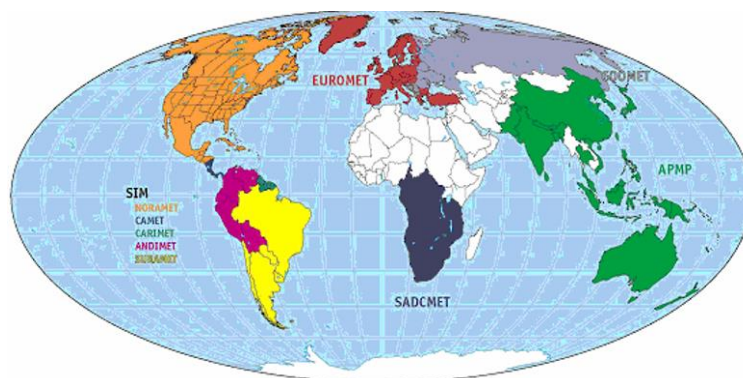 EUROMET
COOMET
APMP
SIM
NORAMET
CAMET
CARIMET
ANDIMET
SURAMET
SADCMET